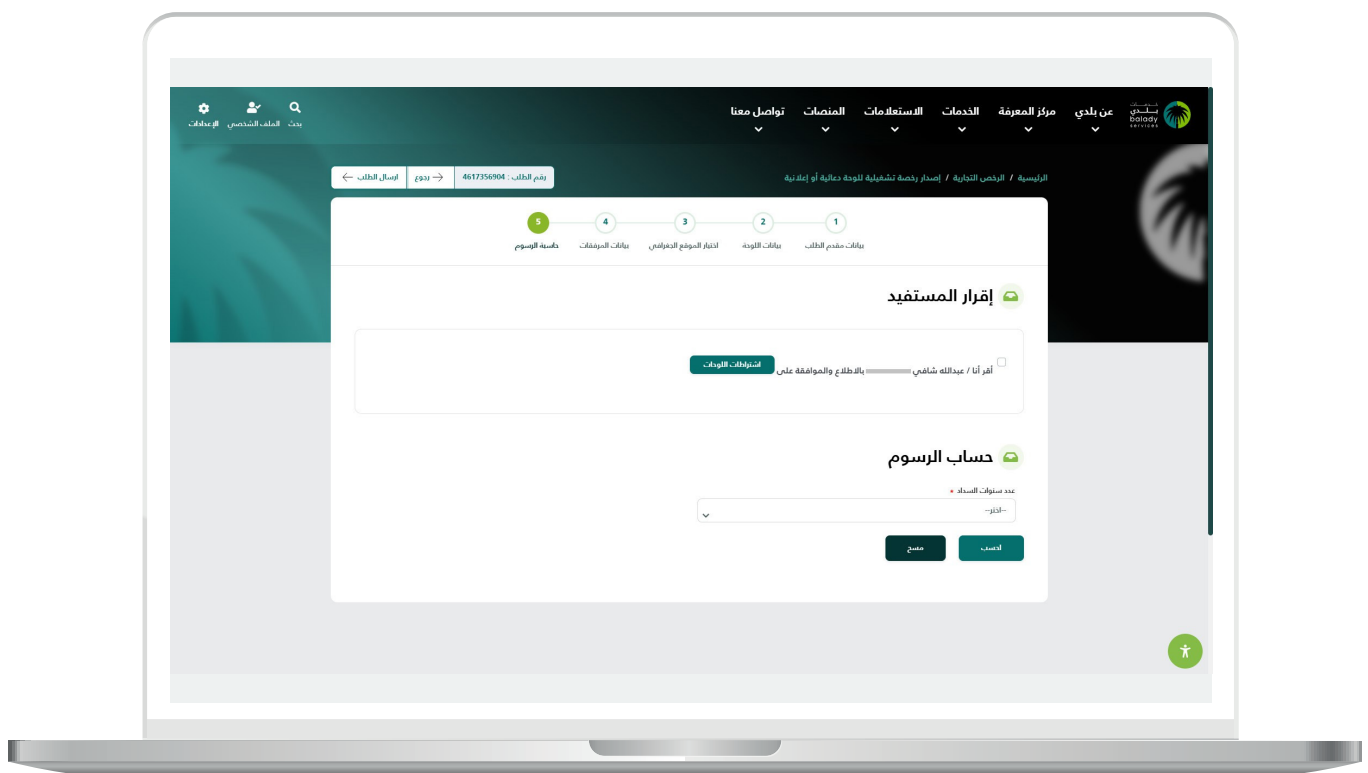 خدمات
بلدي
balady
services
عن بلدي
مركز المعرفة
الخدمات
الاستعلامات
المنصات
تواصل معنا
بحث
الملف الشخصي
الإعدادات
الرئيسية / الرخص التجارية / إصدار رخصة تشغيلية للوحة دعائية أو إعلانية
رقم الطلب : 4617356904
رجوع
ارسال الطلب
1
2
3
4
5
بيانات مقدم الطلب
بيانات اللوحة
اختيار الموقع الجغرافي
بيانات المرفقات
حاسبة الرسوم
إقرار المستفيد
أقر أنا / عبدالله شافي بالاطلاع والموافقة على اشتراطات اللوحات
حساب الرسوم
عدد سنوات السداد *
--اختر--
احسب
مسح